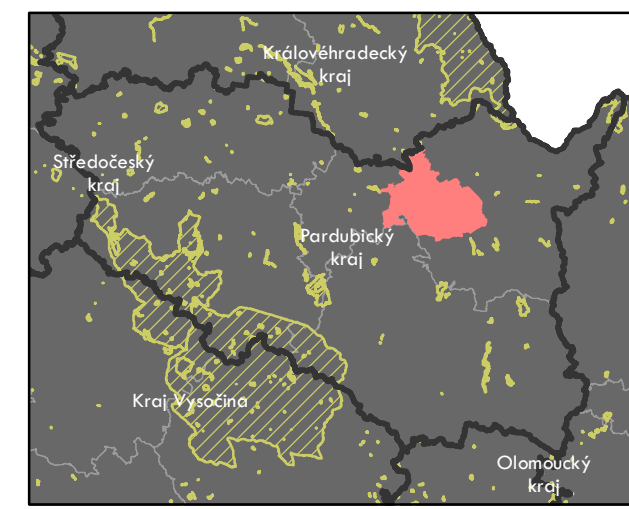 Královéhradecký
kraj
Středočeský
kraj
Pardubický
kraj
Kraj Vysočina
Olomoucký
kraj